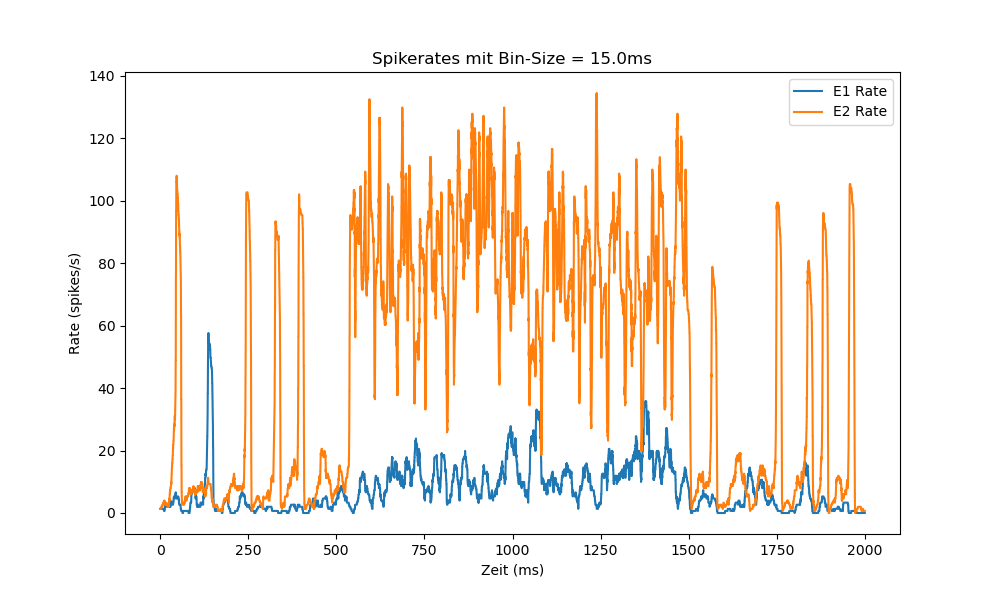 Spikerates mit Bin-Size = 15.0ms
E1 Rate
E2 Rate
140
120
100
80
60
40
20
0
Rate (spikes/s)
0 250 500 750 1000 1250 1500 1750 2000
Zeit (ms)